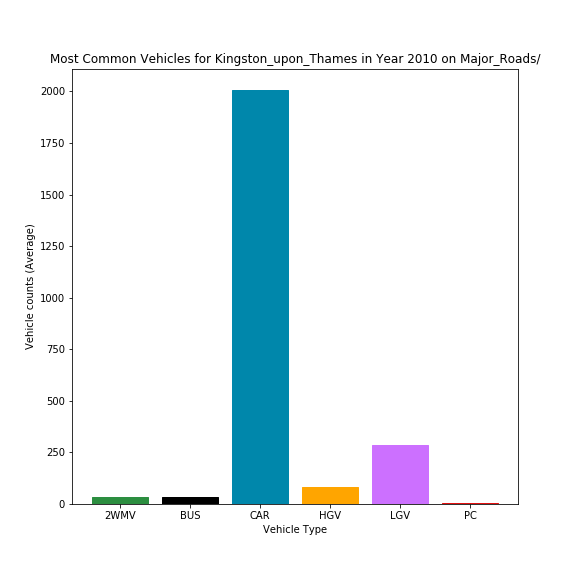 Most Common Vehicles for Kingston_upon_Thames in Year 2010 on Major_Roads/
2000
1750
1500
1250
1000
750
500
250
0
Vehicle counts (Average)
2WMV BUS CAR HGV LGV PC
Vehicle Type